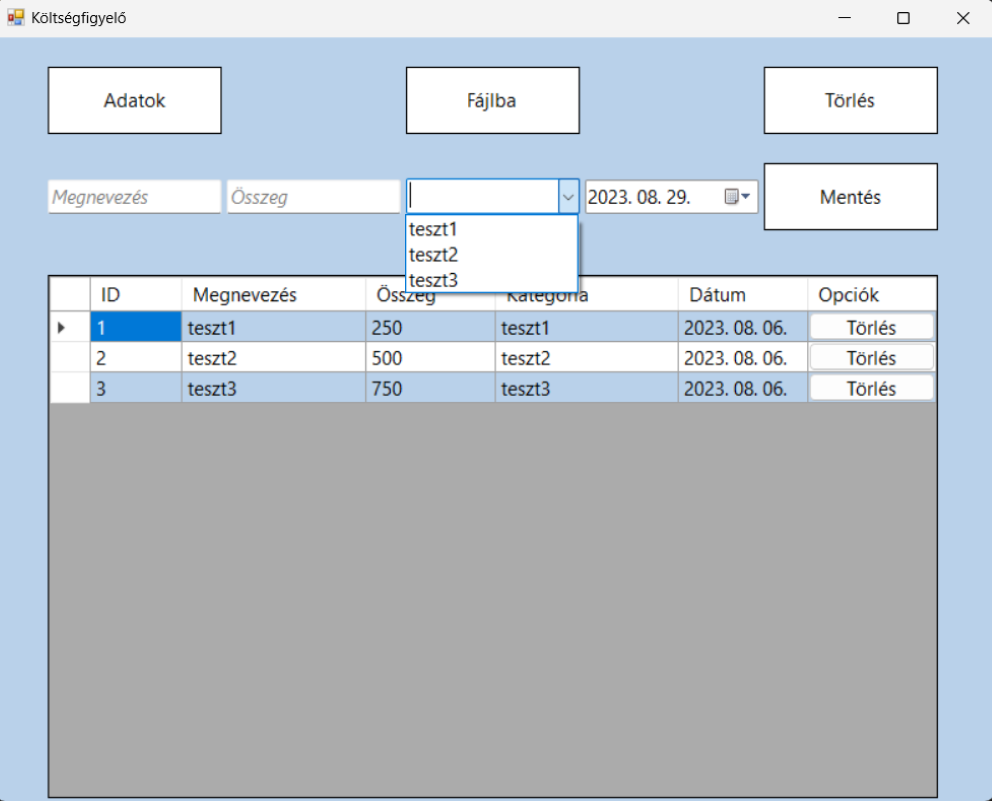 Költségfigyelő
Adatok Fájlba Törlés
Megnevezés Összeg 2023. 08. 29. Mentés
teszt1
teszt2
teszt3
ID Megnevezés Összeg Kategória Dátum Opciók
1 teszt1 250 teszt1 2023. 08. 06. Törlés
2 teszt2 500 teszt2 2023. 08. 06. Törlés
3 teszt3 750 teszt3 2023. 08. 06. Törlés